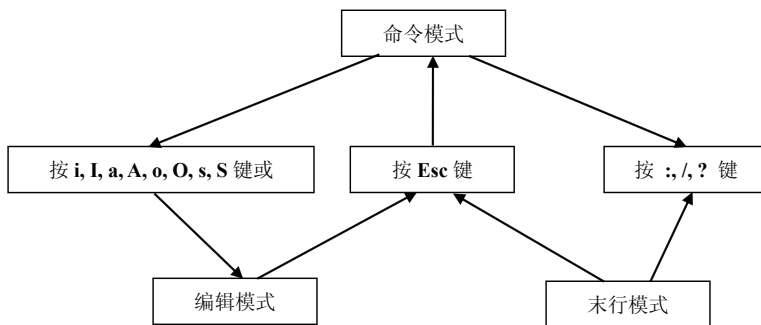 命令模式
按 i, I, a, A, o, O, s, S 键或
按 Esc 键
按 :, /, ? 键
编辑模式
末行模式